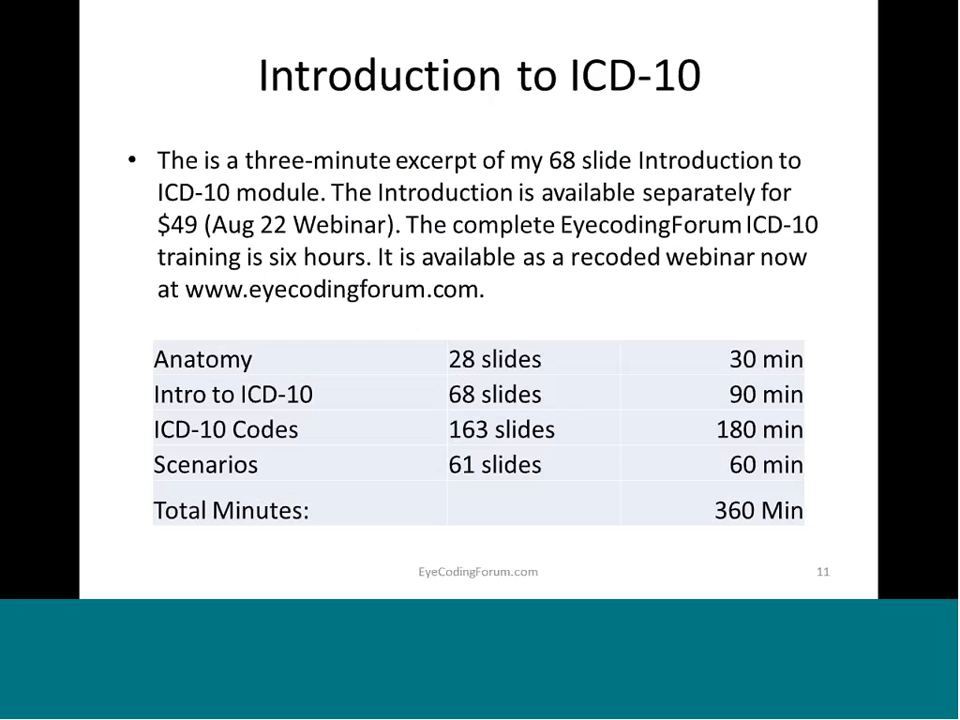 Introduction to ICD-10
• The is a three-minute excerpt of my 68 slide Introduction to
ICD-10 module. The Introduction is available separately for
$49 (Aug 22 Webinar). The complete EyecodingForum ICD-10
training is six hours. It is available as a recoded webinar now
at www.eyecodingforum.com.
Anatomy 28 slides 30 min
Intro to ICD-10 68 slides 90 min
ICD-10 Codes 163 slides 180 min
Scenarios 61 slides 60 min
Total Minutes: 360 Min
EyeCodingForum.com 11